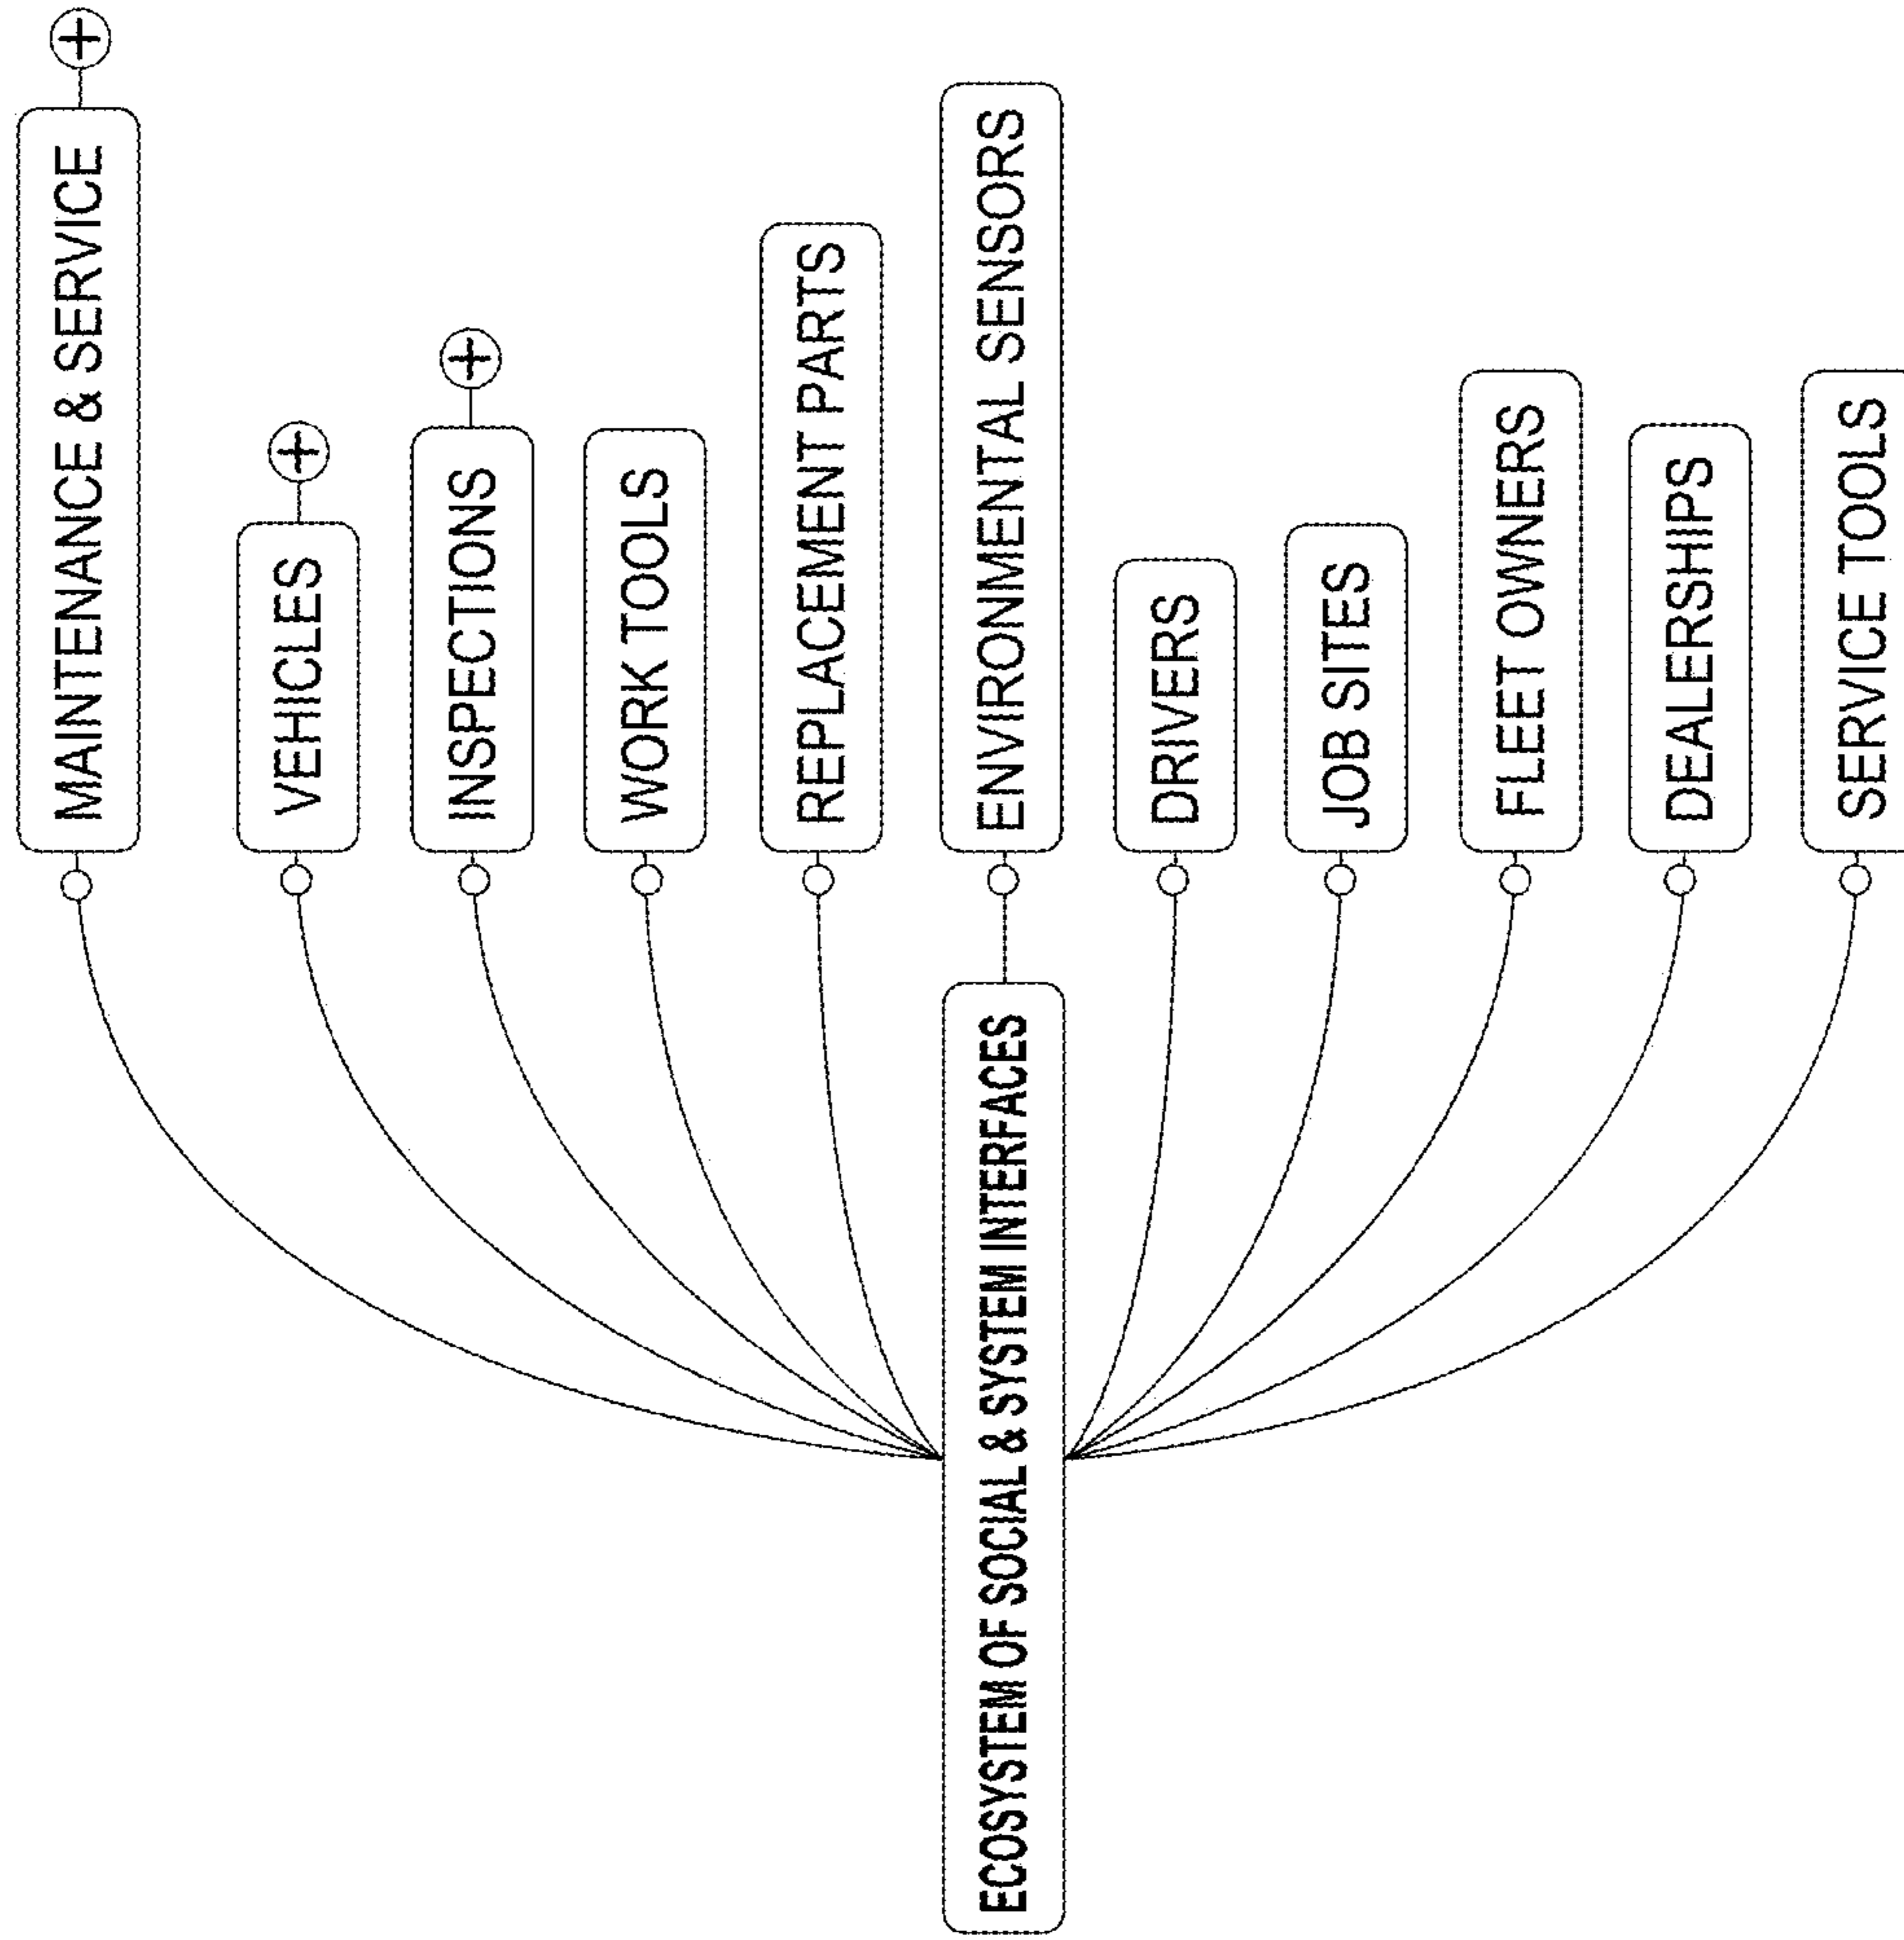 MAINTENANCE & SERVICE
VEHICLES
INSPECTIONS
WORK TOOLS
REPLACEMENT PARTS
ECOSYSTEM OF SOCIAL & SYSTEM INTERFACES
ENVIRONMENTAL SENSORS
DRIVERS
JOB SITES
FLEET OWNERS
DEALERSHIPS
SERVICE TOOLS